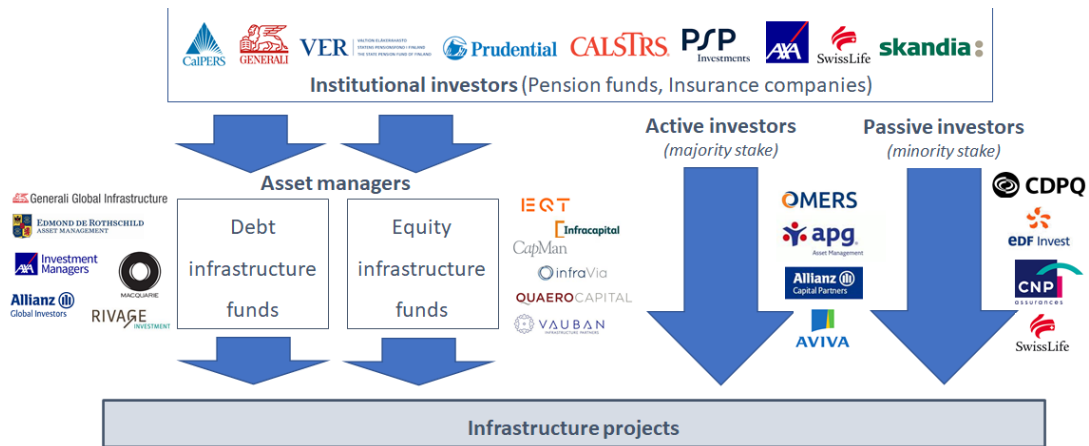 CalPERS
GENERALI
VER
VALTION ELÄKERAHASTO
STATENS PENSIONSFOND I FINLAND
THE STATE PENSION FUND OF FINLAND
Prudential
CALSTRS
PSP
Investments
AXA
SwissLife
skandia:
Institutional investors (Pension funds, Insurance companies)
Active investors
(majority stake)
Passive investors
(minority stake)
Asset managers
Generali Global Infrastructure
EDMOND DE ROTHSCHILD
ASSET MANAGEMENT
AXA
Investment
Managers
MACQUARIE
Allianz
Global Investors
RIVAGE
INVESTMENT
Debt
infrastructure
funds
Equity
infrastructure
funds
EQT
Infracapital
CapMan
infraVia
QUAEROCAPITAL
VAUBAN
INFRASTRUCTURE PARTNERS
OMERS
apg
Asset Management
Allianz
Capital Partners
AVIVA
CDPQ
eDF Invest
CNP
assurances
SwissLife
Infrastructure projects